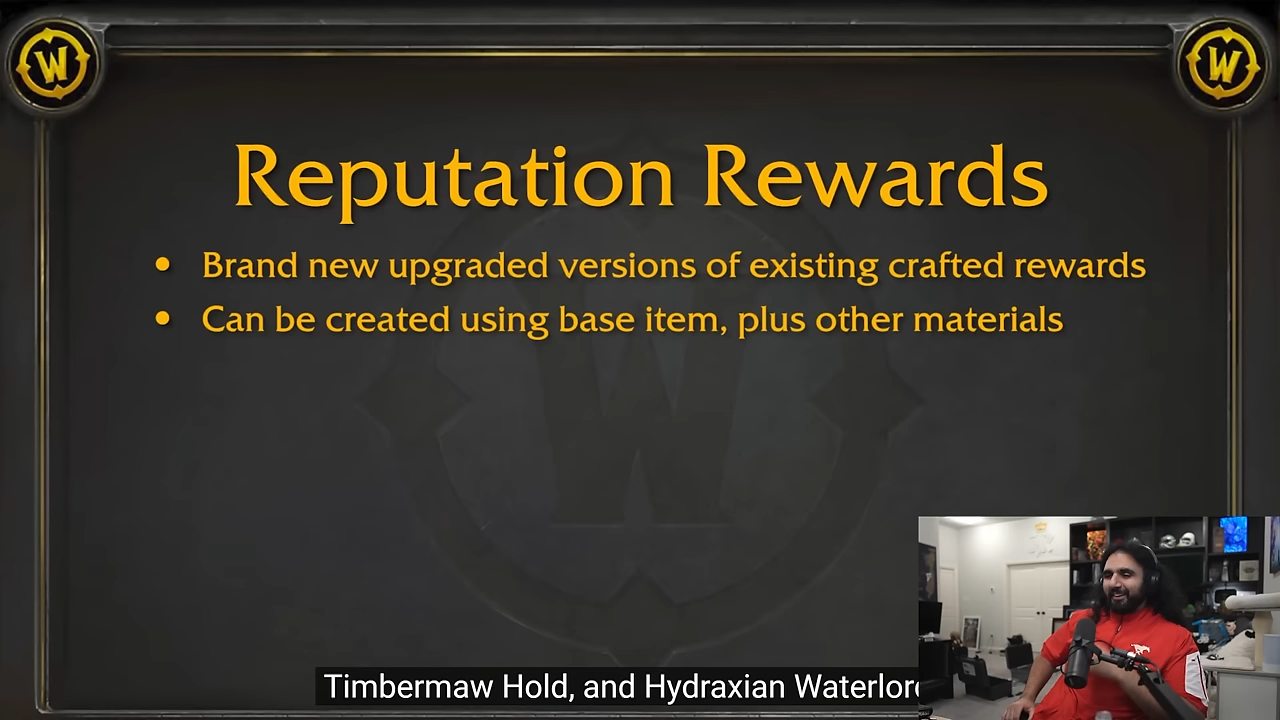 W
W
Reputation Rewards
• Brand new upgraded versions of existing crafted rewards
• Can be created using base item, plus other materials
Timbermaw Hold, and Hydraxian